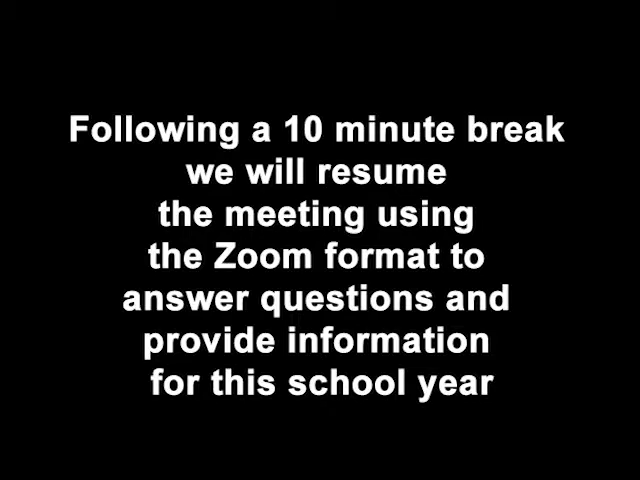 Following a 10 minute break
we will resume
the meeting using
the Zoom format to
answer questions and
provide information
for this school year